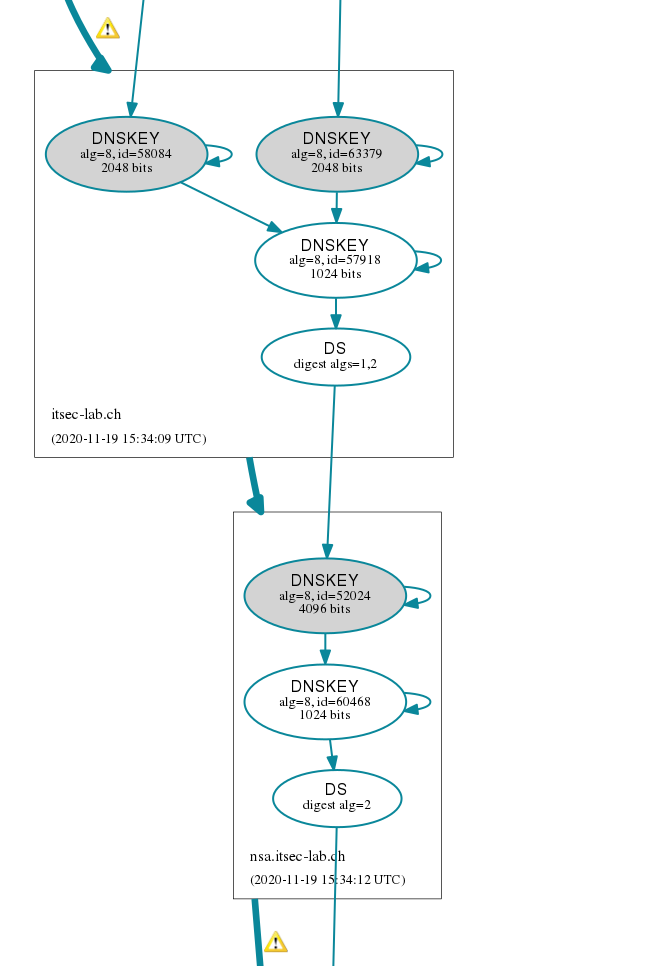 DNSKEY
alg=8, id=58084
2048 bits
DNSKEY
alg=8, id=63379
2048 bits
DNSKEY
alg=8, id=57918
1024 bits
DS
digest algs=1,2
itsec-lab.ch
(2020-11-19 15:34:09 UTC)
DNSKEY
alg=8, id=52024
4096 bits
DNSKEY
alg=8, id=60468
1024 bits
DS
digest alg=2
nsa.itsec-lab.ch
(2020-11-19 15:34:12 UTC)